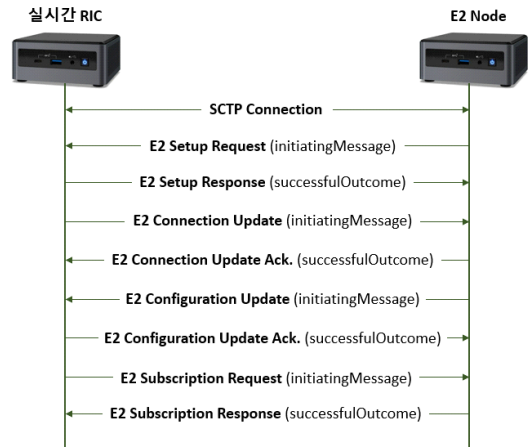 실시간 RIC
E2 Node
SCTP Connection
E2 Setup Request (initiatingMessage)
E2 Setup Response (successfulOutcome)
E2 Connection Update (initiatingMessage)
E2 Connection Update Ack. (successfulOutcome)
E2 Configuration Update (initiatingMessage)
E2 Configuration Update Ack. (successfulOutcome)
E2 Subscription Request (initiatingMessage)
E2 Subscription Response (successfulOutcome)